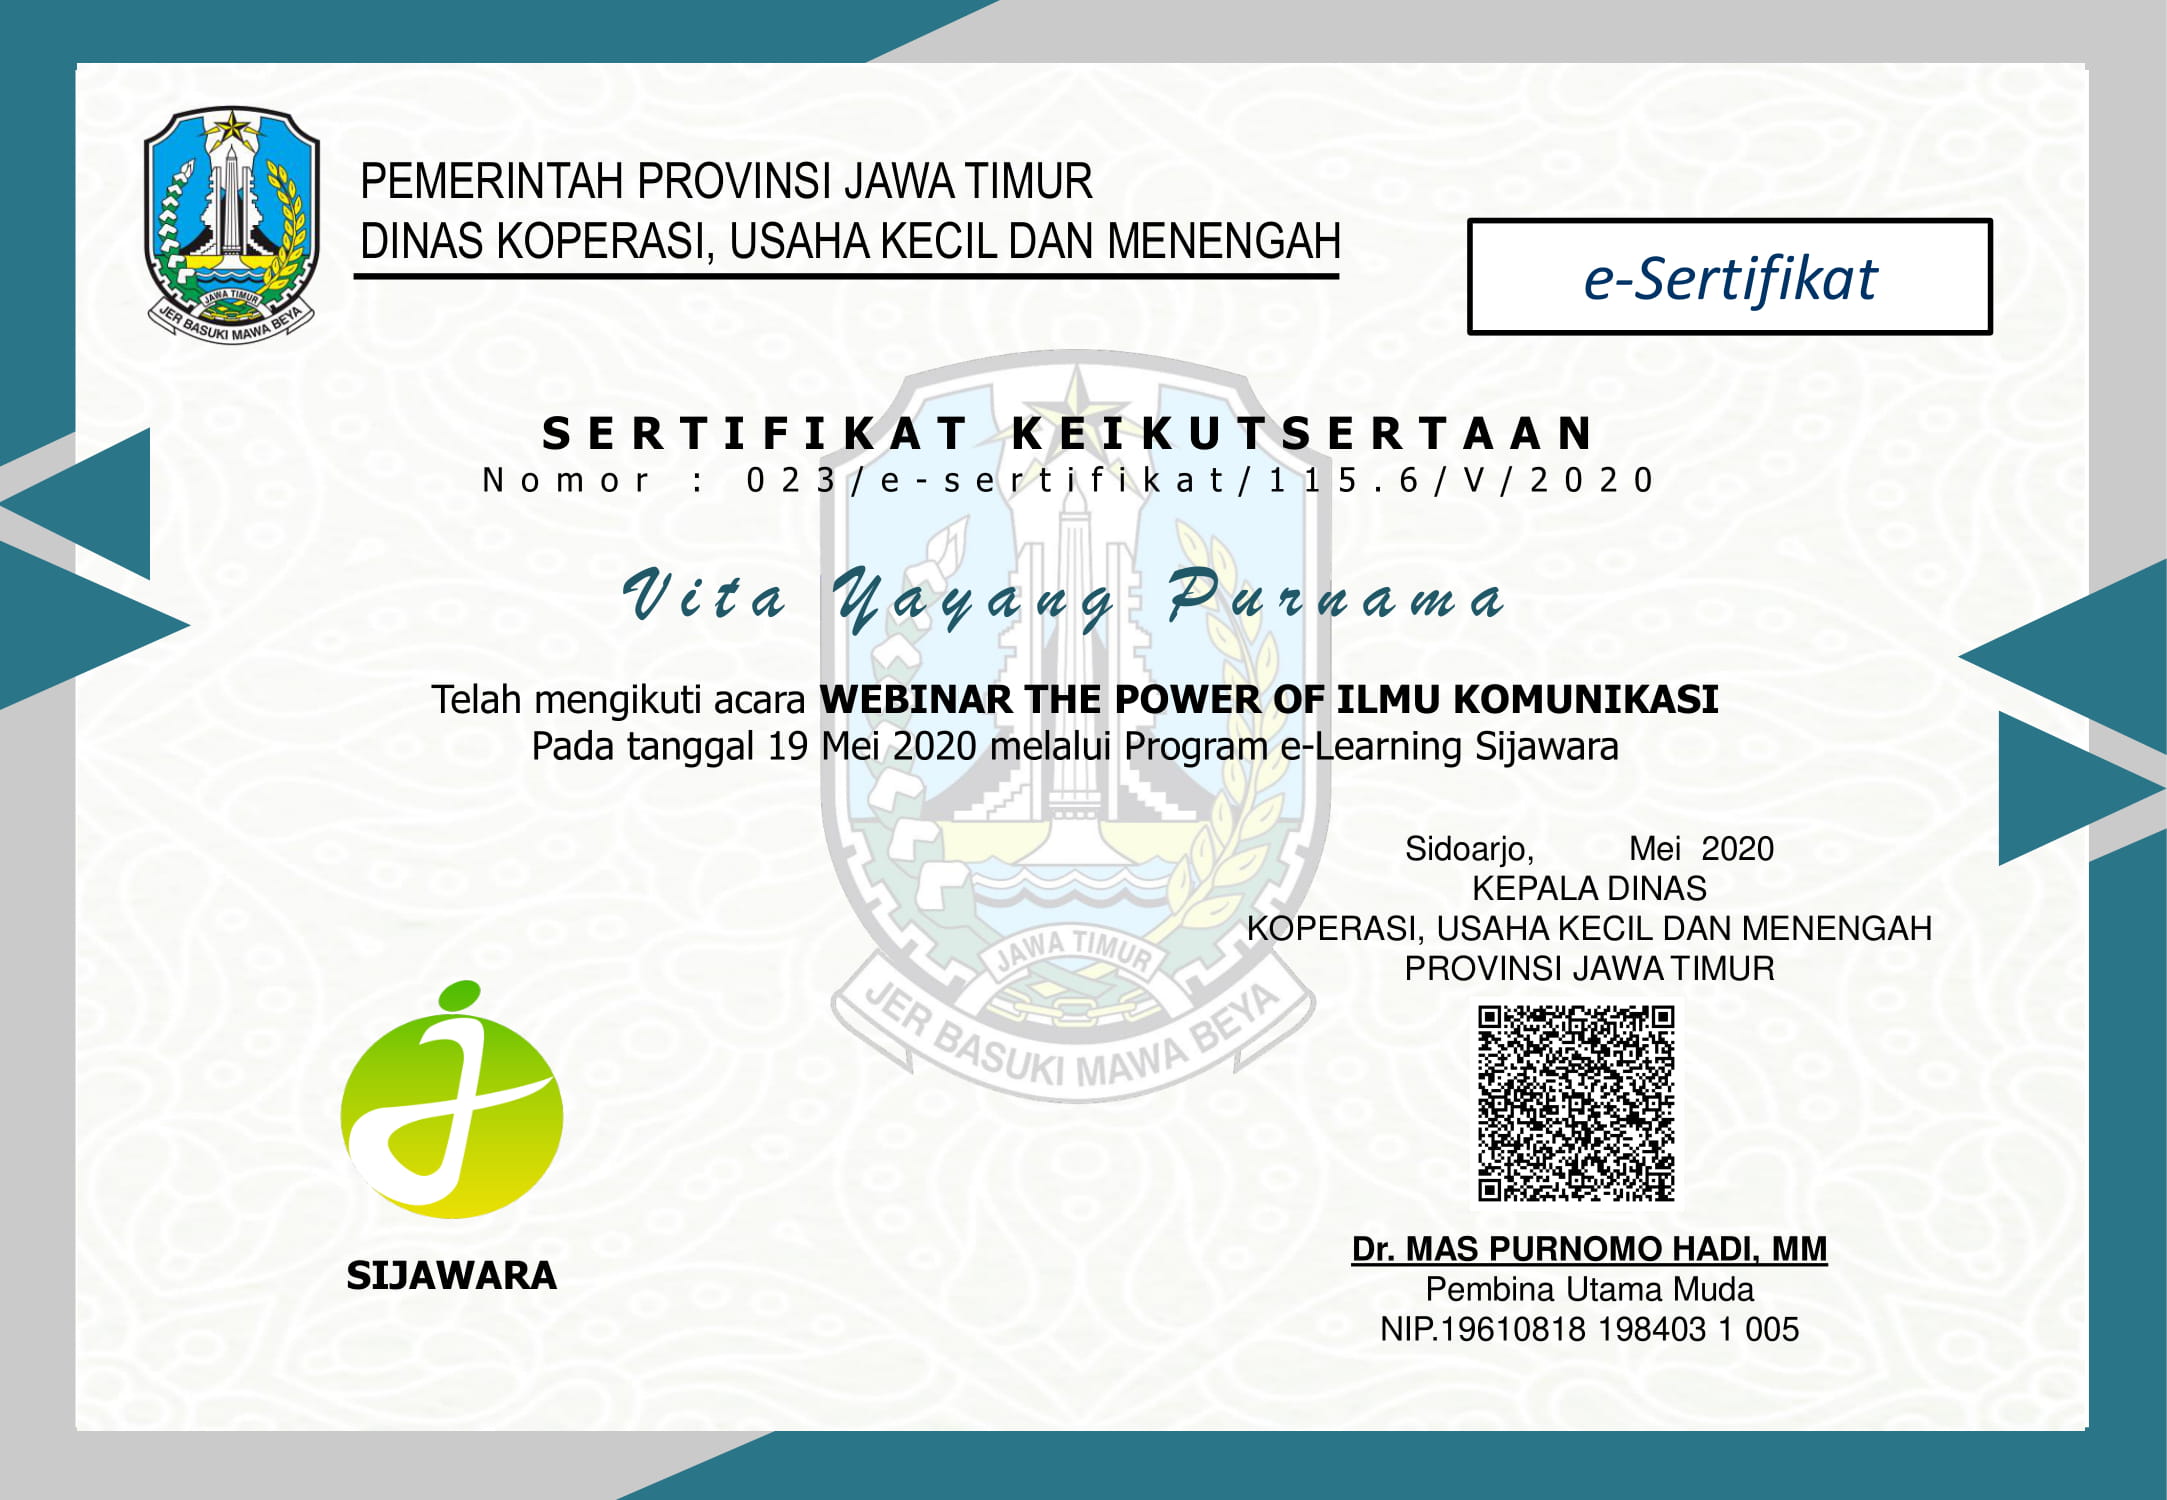 PEMERINTAH PROVINSI JAWA TIMUR
DINAS KOPERASI, USAHA KECIL DAN MENENGAH
JAWA TIMUR
JER BASUKI MAWA BEYA
e-Sertifikat
SERTIFIKAT KEIKUTSERTAAN
Nomor : 023/e-sertifikat/115.6/V/2020
Vita Yayang Purnama
Telah mengikuti acara WEBINAR THE POWER OF ILMU KOMUNIKASI
Pada tanggal 19 Mei 2020 melalui Program e-Learning Sijawara
Sidoarjo, Mei 2020
KEPALA DINAS
KOPERASI, USAHA KECIL DAN MENENGAH
PROVINSI JAWA TIMUR
JAWA TIMUR
JER BASUKI MAWA BEYA
SIJAWARA
Dr. MAS PURNOMO HADI, MM
Pembina Utama Muda
NIP.19610818 198403 1 005